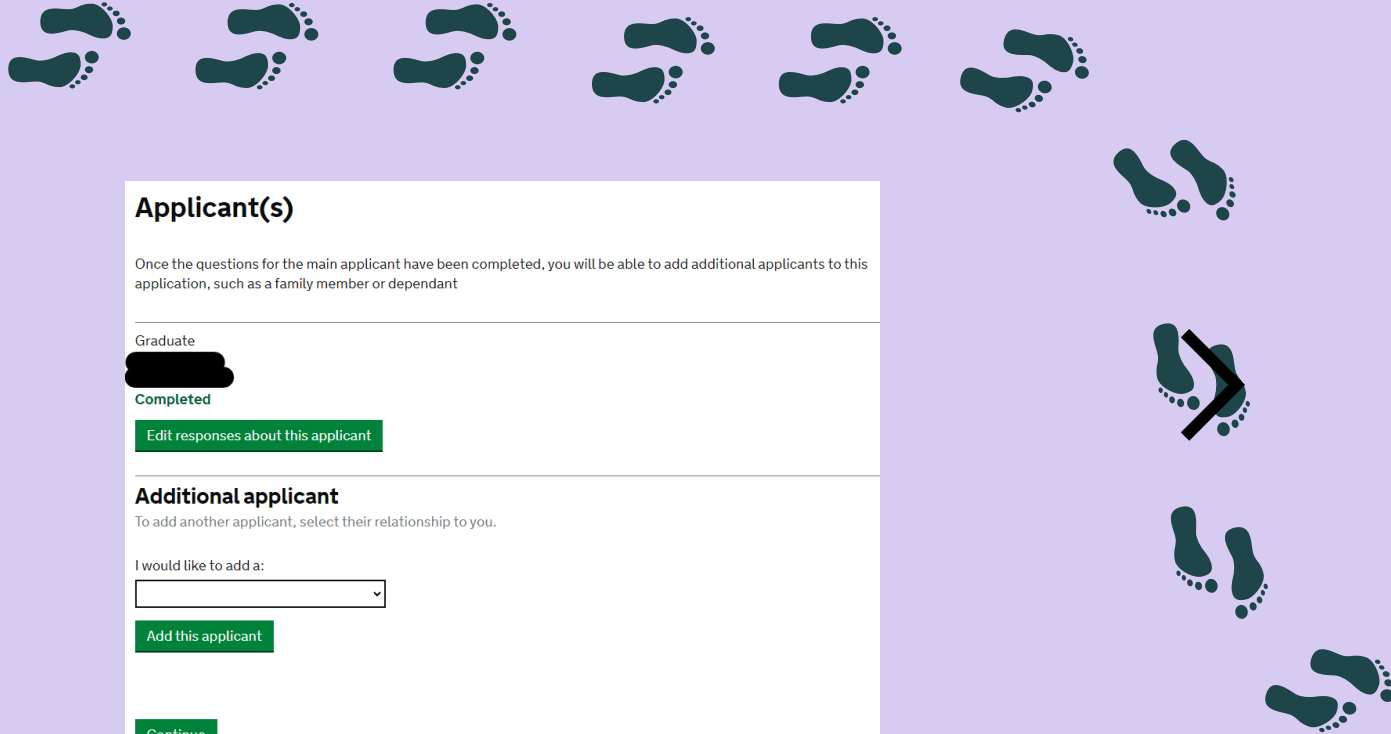 Applicant(s)
Once the questions for the main applicant have been completed, you will be able to add additional applicants to this
application, such as a family member or dependant
Graduate
Completed
Edit responses about this applicant
Additional applicant
To add another applicant, select their relationship to you.
I would like to add a:
Add this applicant
Continue